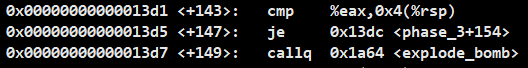 0x00000000000013d1 <+143>: cmp %eax,0x4(%rsp)
0x00000000000013d5 <+147>: je 0x13dc <phase_3+154>
0x00000000000013d7 <+149>: callq 0x1a64 <explode_bomb>